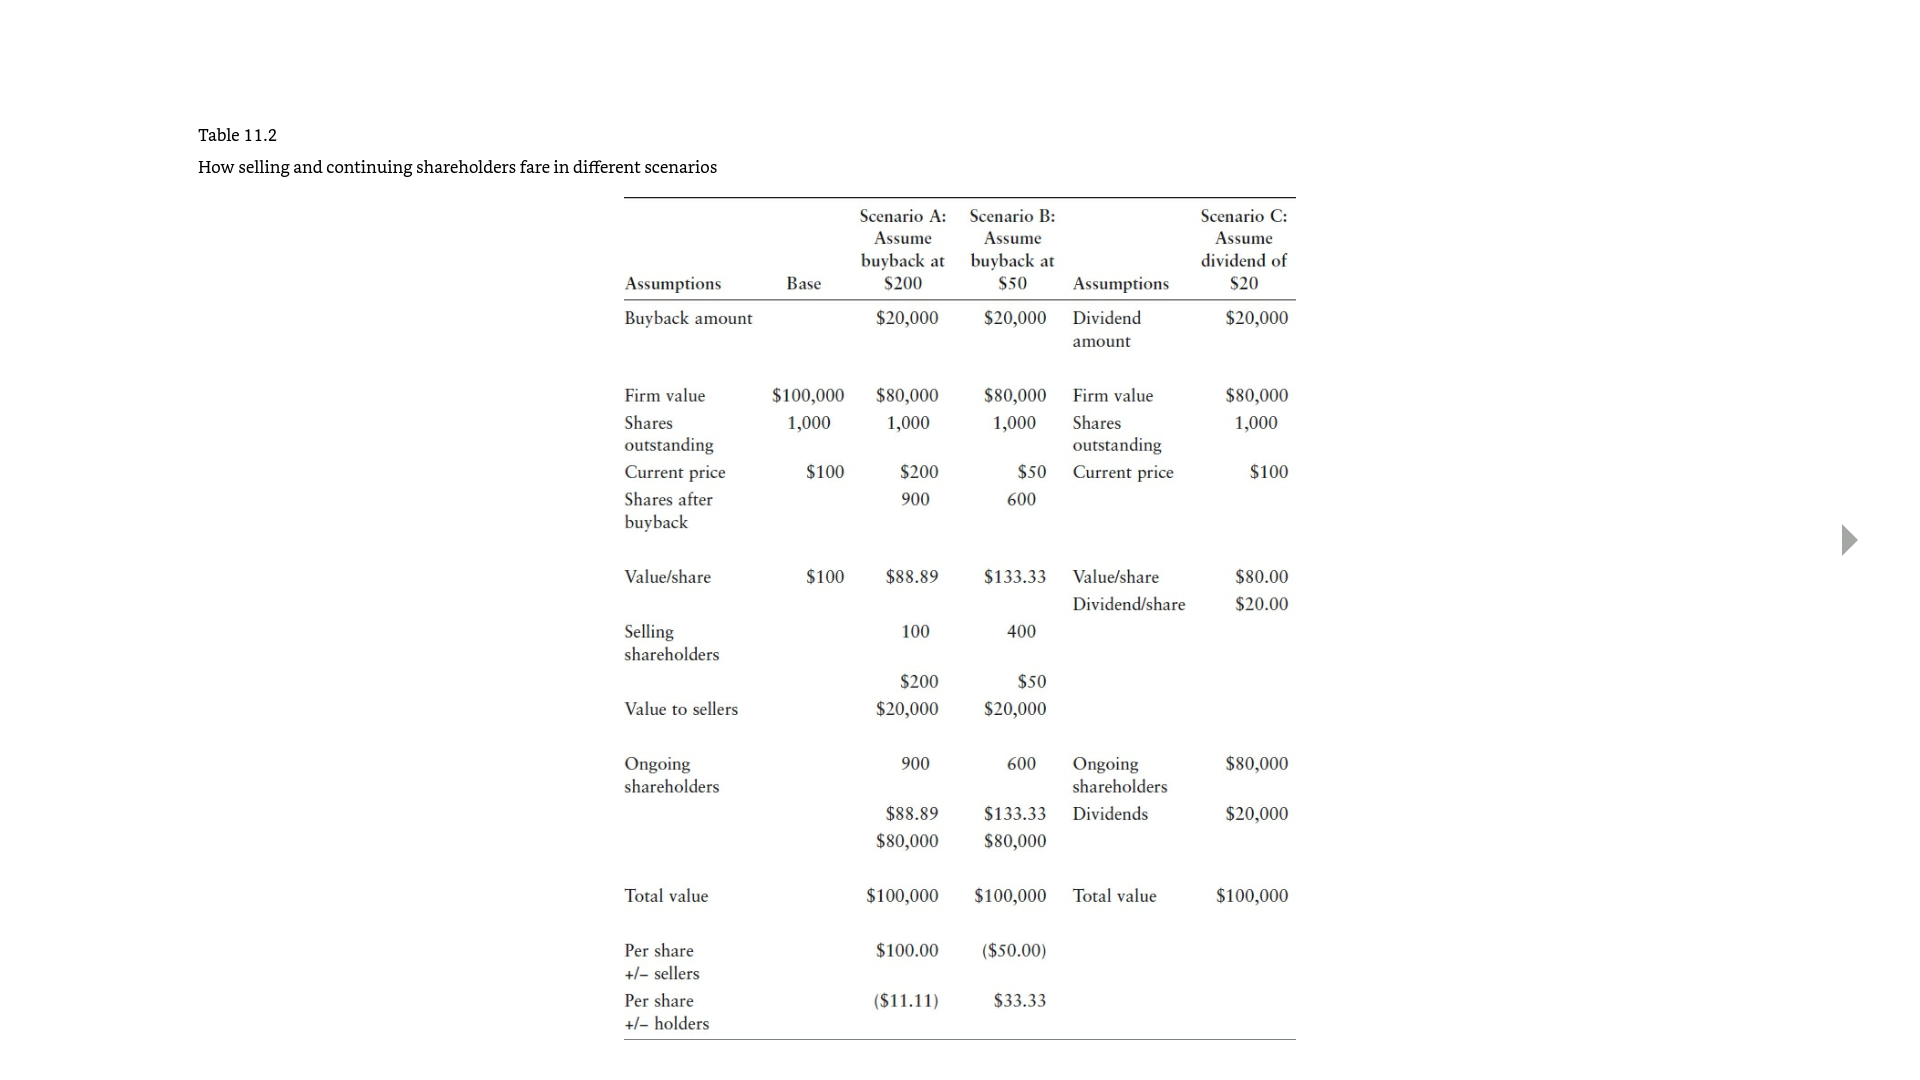 Table 11.2
How selling and continuing shareholders fare in different scenarios
Scenario A: Scenario B: Scenario C:
Assume Assume Assume
buyback at buyback at dividend of
Assumptions Base $200 $50 Assumptions $20
Buyback amount $20,000 $20,000 Dividend $20,000
amount
Firm value $100,000 $80,000 $80,000 Firm value $80,000
Shares 1,000 1,000 1,000 Shares 1,000
outstanding outstanding
Current price $100 $200 $50 Current price $100
Shares after 900 600
buyback
Value/share $100 $88.89 $133.33 Value/share $80.00
Dividend/share $20.00
Selling 100 400
shareholders
$200 $50
Value to sellers $20,000 $20,000
Ongoing 900 600 Ongoing $80,000
shareholders shareholders
$88.89 $133.33 Dividends $20,000
$80,000 $80,000
Total value $100,000 $100,000 Total value $100,000
Per share $100.00 ($50.00)
+/– sellers
Per share ($11.11) $33.33
+/– holders